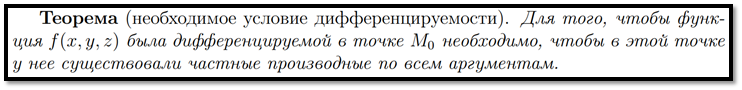 Теорема (необходимое условие дифференцируемости). Для того, чтобы функ-
ция f(x, y, z) была дифференцируемой в точке M₀ необходимо, чтобы в этой точке
у нее существовали частные производные по всем аргументам.